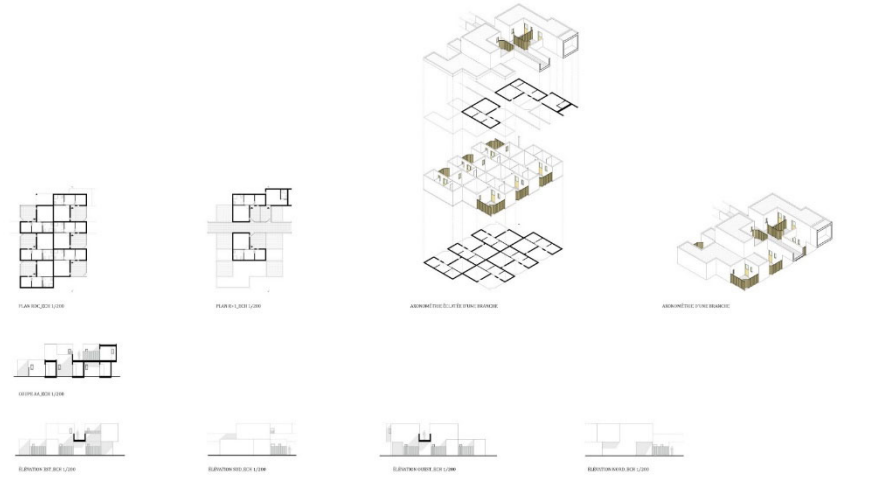 PLAN RDC_ECH 1/200
PLAN R+1_ECH 1/200
AXONOMÉTRIE ÉCLATÉE D'UNE BRANCHE
AXONOMÉTRIE D'UNE BRANCHE
COUPE AA_ECH 1/200
ÉLÉVATION EST_ECH 1/200
ÉLÉVATION SUD_ECH 1/200
ÉLÉVATION OUEST_ECH 1/200
ÉLÉVATION NORD_ECH 1/200